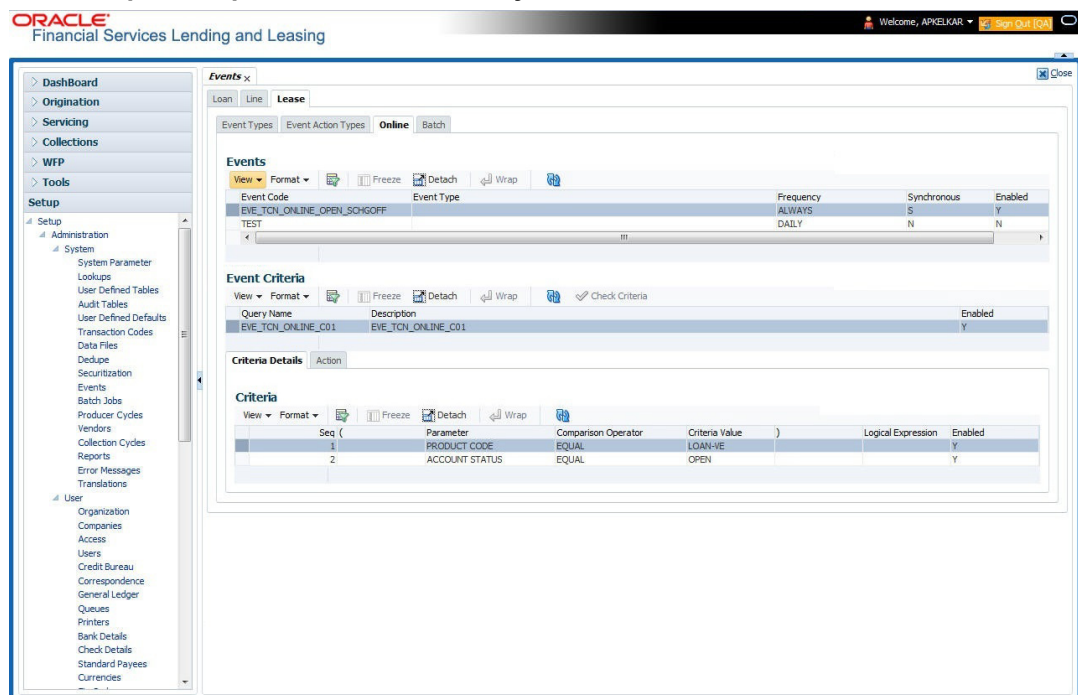 ORACLE
Financial Services Lending and Leasing
Welcome, APKELKAR
Sign Out [QA]
DashBoard
Origination
Servicing
Collections
WFP
Tools
Setup
Setup
Administration
System
System Parameter
Lookups
User Defined Tables
Audit Tables
User Defined Defaults
Transaction Codes
Data Files
Dedupe
Securitization
Events
Batch Jobs
Producer Cycles
Vendors
Collection Cycles
Reports
Error Messages
Translations
User
Organization
Companies
Access
Users
Credit Bureau
Correspondence
General Ledger
Queues
Printers
Bank Details
Check Details
Standard Payees
Currencies
Events
Close
Loan Line Lease
Event Types Event Action Types Online Batch
Events
View Format Freeze Detach Wrap
Event Code Event Type Frequency Synchronous Enabled
EVE_TCN_ONLINE_OPEN_SCHGOFF ALWAYS S Y
TEST DAILY N N
Event Criteria
View Format Freeze Detach Wrap Check Criteria
Query Name Description Enabled
EVE_TCN_ONLINE_C01 EVE_TCN_ONLINE_C01 Y
Criteria Details Action
Criteria
View Format Freeze Detach Wrap
Seq ( Parameter Comparison Operator Criteria Value ) Logical Expression Enabled
1 PRODUCT CODE EQUAL LOAN-VE Y
2 ACCOUNT STATUS EQUAL OPEN Y